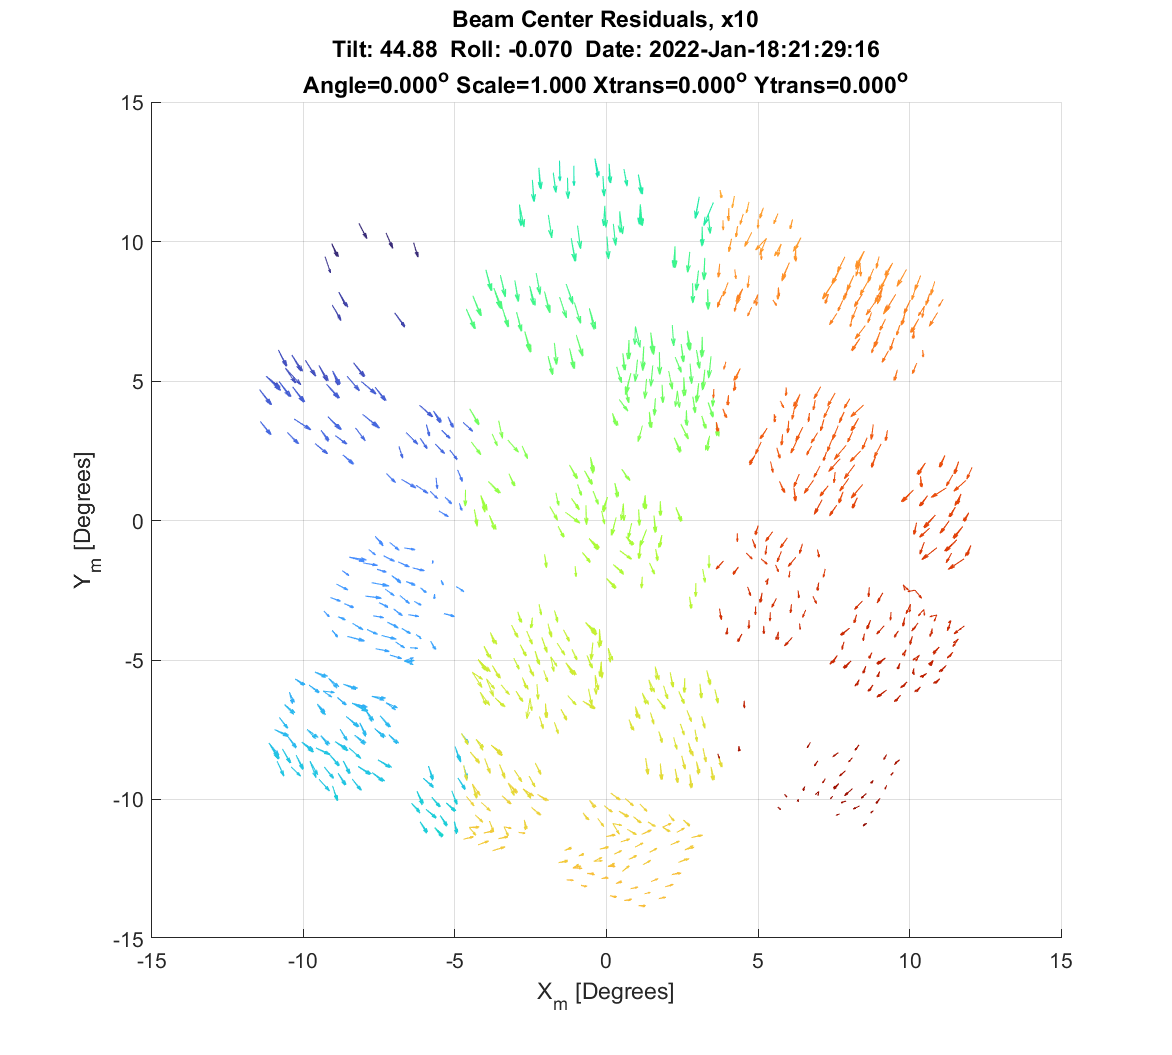 Beam Center Residuals, x10
Tilt: 44.88 Roll: -0.070 Date: 2022-Jan-18:21:29:16
Angle=0.000° Scale=1.000 Xtrans=0.000° Ytrans=0.000°
15
10
5
0
-5
-10
-15
Y_m [Degrees]
-15 -10 -5 0 5 10 15
X_m [Degrees]